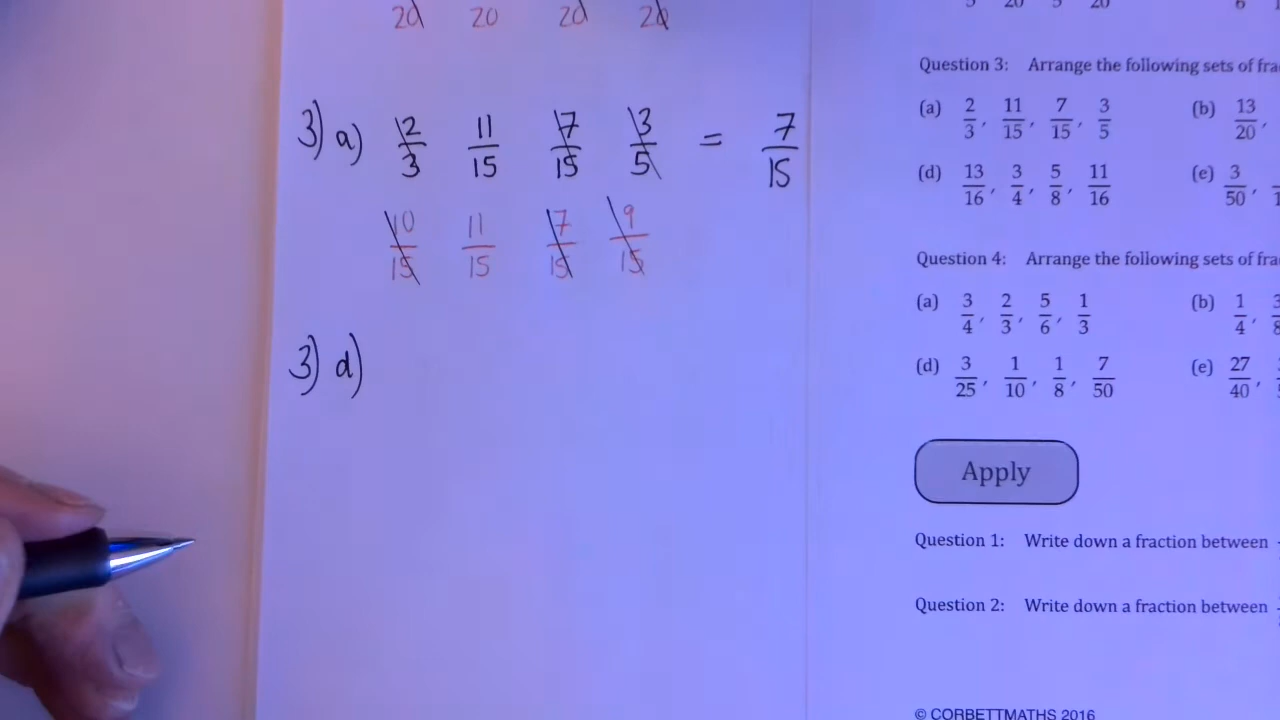 20 20 20 20
3) a) 2/3 11/15 7/15 3/5 = 7/15
10/15 11/15 7/15 9/15
3) d)
5 20 5 20 6
Question 3: Arrange the following sets of fra
(a) 2/3, 11/15, 7/15, 3/5 (b) 13/20,
(d) 13/16, 3/4, 5/8, 11/16 (e) 3/50,
Question 4: Arrange the following sets of fra
(a) 3/4, 2/3, 5/6, 1/3 (b) 1/4,
(d) 3/25, 1/10, 1/8, 7/50 (e) 27/40,
Apply
Question 1: Write down a fraction between
Question 2: Write down a fraction between
© CORBETTMATHS 2016